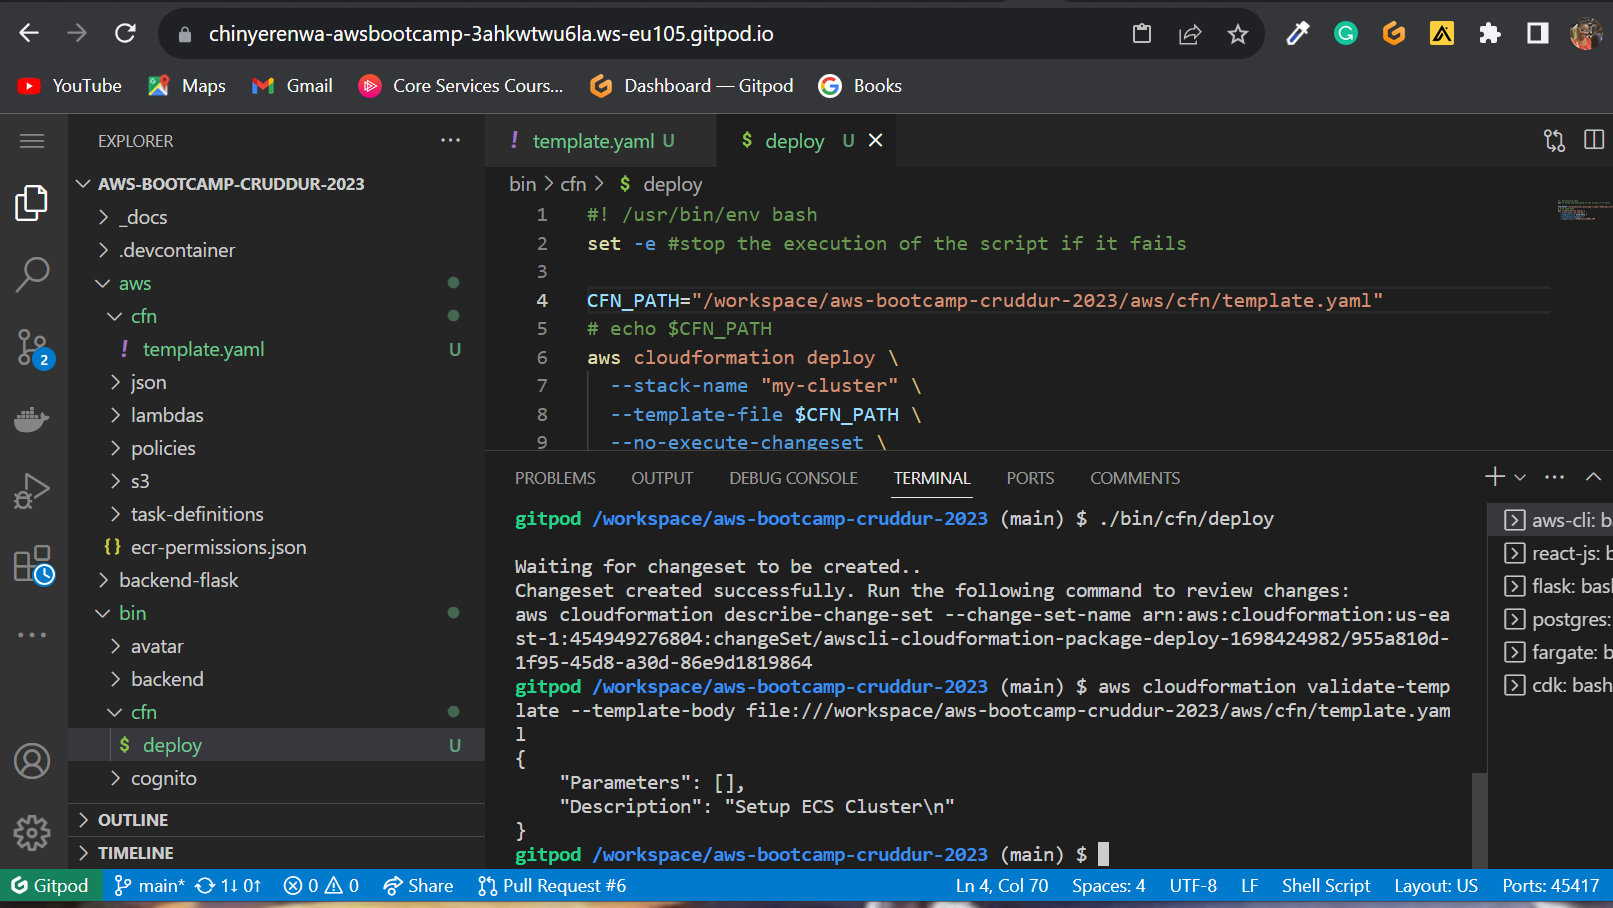 chinyerenwa-awsbootcamp-3ahkwtwu6la.ws-eu105.gitpod.io
YouTube Maps Gmail Core Services Cours... Dashboard — Gitpod Books
EXPLORER
AWS-BOOTCAMP-CRUDDUR-2023
_docs
.devcontainer
aws
cfn
! template.yaml U
json
lambdas
policies
s3
task-definitions
{} ecr-permissions.json
backend-flask
bin
avatar
backend
cfn
$ deploy U
cognito
OUTLINE
TIMELINE
2
! template.yaml U $ deploy U
bin > cfn > $ deploy
1 #! /usr/bin/env bash
2 set -e #stop the execution of the script if it fails
3
4 CFN_PATH="/workspace/aws-bootcamp-cruddur-2023/aws/cfn/template.yaml"
5 # echo $CFN_PATH
6 aws cloudformation deploy \
7 --stack-name "my-cluster" \
8 --template-file $CFN_PATH \
9 --no-execute-changeset \
PROBLEMS OUTPUT DEBUG CONSOLE TERMINAL PORTS COMMENTS
gitpod /workspace/aws-bootcamp-cruddur-2023 (main) $ ./bin/cfn/deploy
Waiting for changeset to be created..
Changeset created successfully. Run the following command to review changes:
aws cloudformation describe-change-set --change-set-name arn:aws:cloudformation:us-ea
st-1:454949276804:changeSet/awscli-cloudformation-package-deploy-1698424982/955a810d-
1f95-45d8-a30d-86e9d1819864
gitpod /workspace/aws-bootcamp-cruddur-2023 (main) $ aws cloudformation validate-temp
late --template-body file:///workspace/aws-bootcamp-cruddur-2023/aws/cfn/template.yam
l
{
"Parameters": [],
"Description": "Setup ECS Cluster\n"
}
gitpod /workspace/aws-bootcamp-cruddur-2023 (main) $
aws-cli: b
react-js: b
flask: bash
postgres:
fargate: b
cdk: bash
Gitpod main* 1↓ 0↑ 0 0 Share Pull Request #6 Ln 4, Col 70 Spaces: 4 UTF-8 LF Shell Script Layout: US Ports: 45417